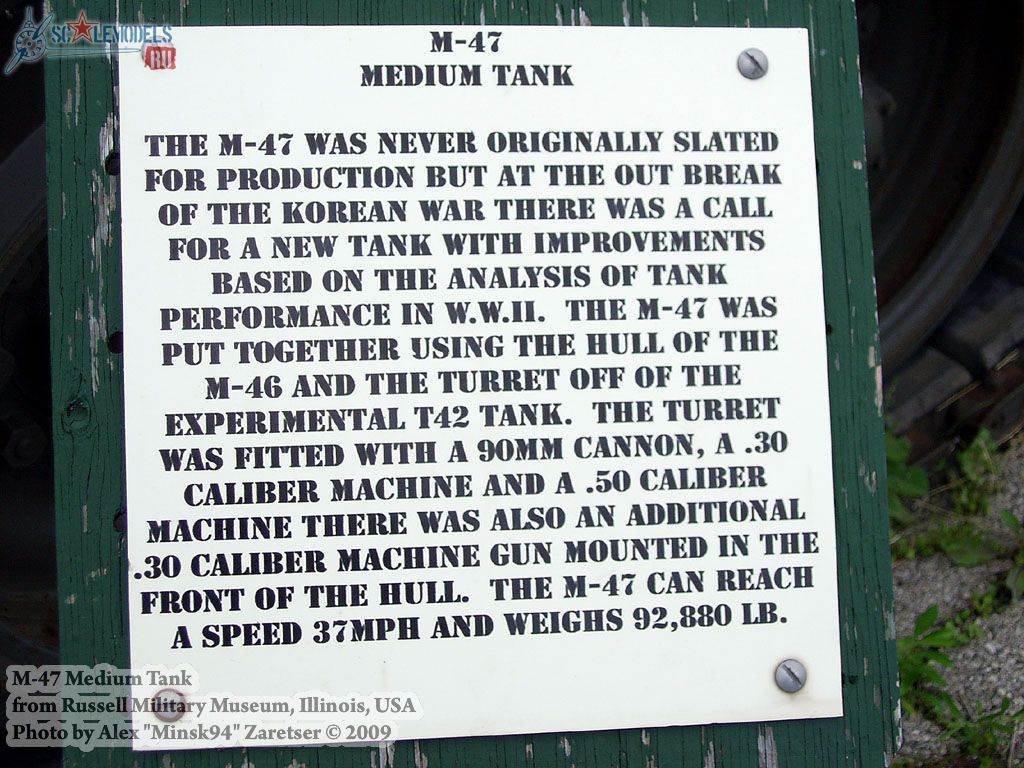 SCALEMODELS
RU
M-47
MEDIUM TANK
THE M-47 WAS NEVER ORIGINALLY SLATED
FOR PRODUCTION BUT AT THE OUT BREAK
OF THE KOREAN WAR THERE WAS A CALL
FOR A NEW TANK WITH IMPROVEMENTS
BASED ON THE ANALYSIS OF TANK
PERFORMANCE IN W.W.II. THE M-47 WAS
PUT TOGETHER USING THE HULL OF THE
M-46 AND THE TURRET OFF OF THE
EXPERIMENTAL T42 TANK. THE TURRET
WAS FITTED WITH A 90MM CANNON, A .30
CALIBER MACHINE AND A .50 CALIBER
MACHINE THERE WAS ALSO AN ADDITIONAL
.30 CALIBER MACHINE GUN MOUNTED IN THE
FRONT OF THE HULL. THE M-47 CAN REACH
A SPEED 37MPH AND WEIGHS 92,880 LB.
M-47 Medium Tank
from Russell Military Museum, Illinois, USA
Photo by Alex "Minsk94" Zaretser © 2009